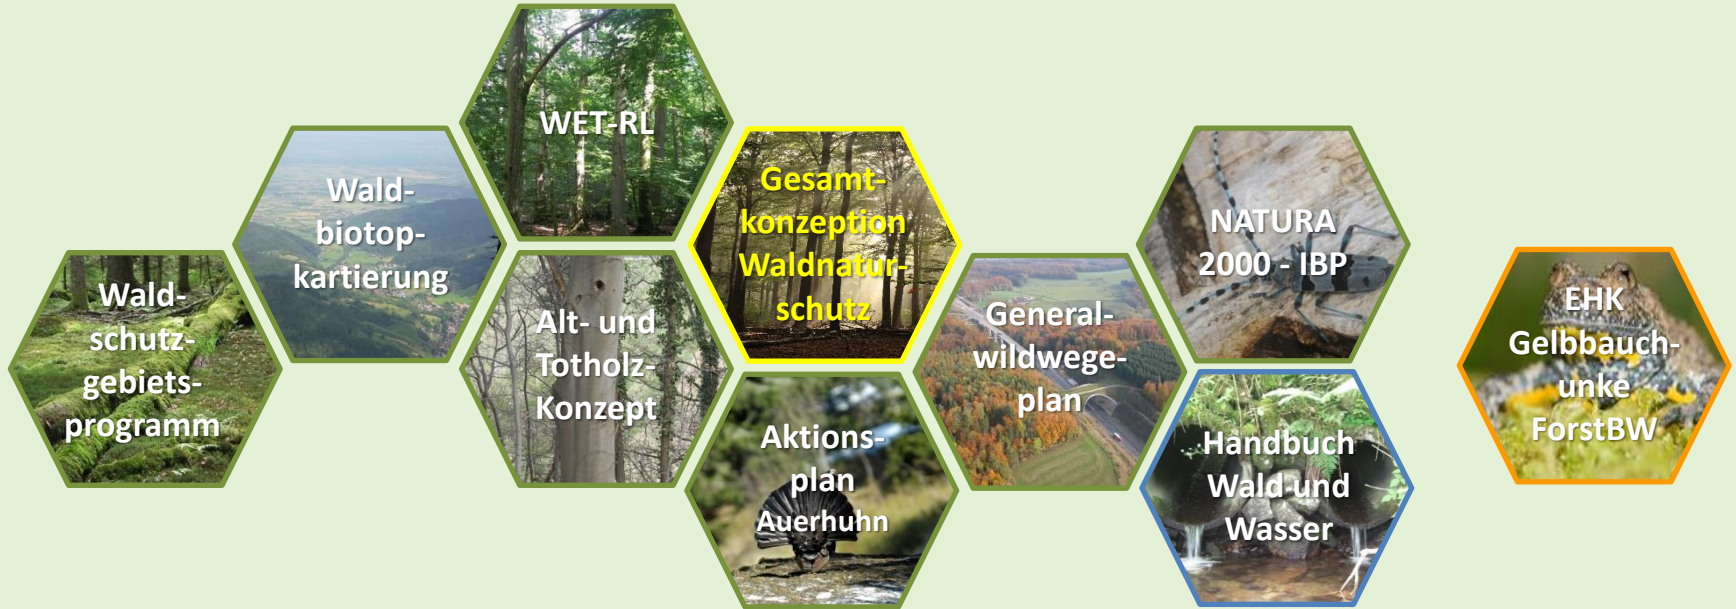 Wald-
schutz-
gebiets-
programm
Wald-
biotop-
kartierung
WET-RL
Alt- und
Totholz-
Konzept
Gesamt-
konzeption
Waldnatur-
schutz
Aktions-
plan
Auerhuhn
General-
wildwege-
plan
NATURA
2000 - IBP
Handbuch
Wald und
Wasser
EHK
Gelbbauch-
unke
ForstBW